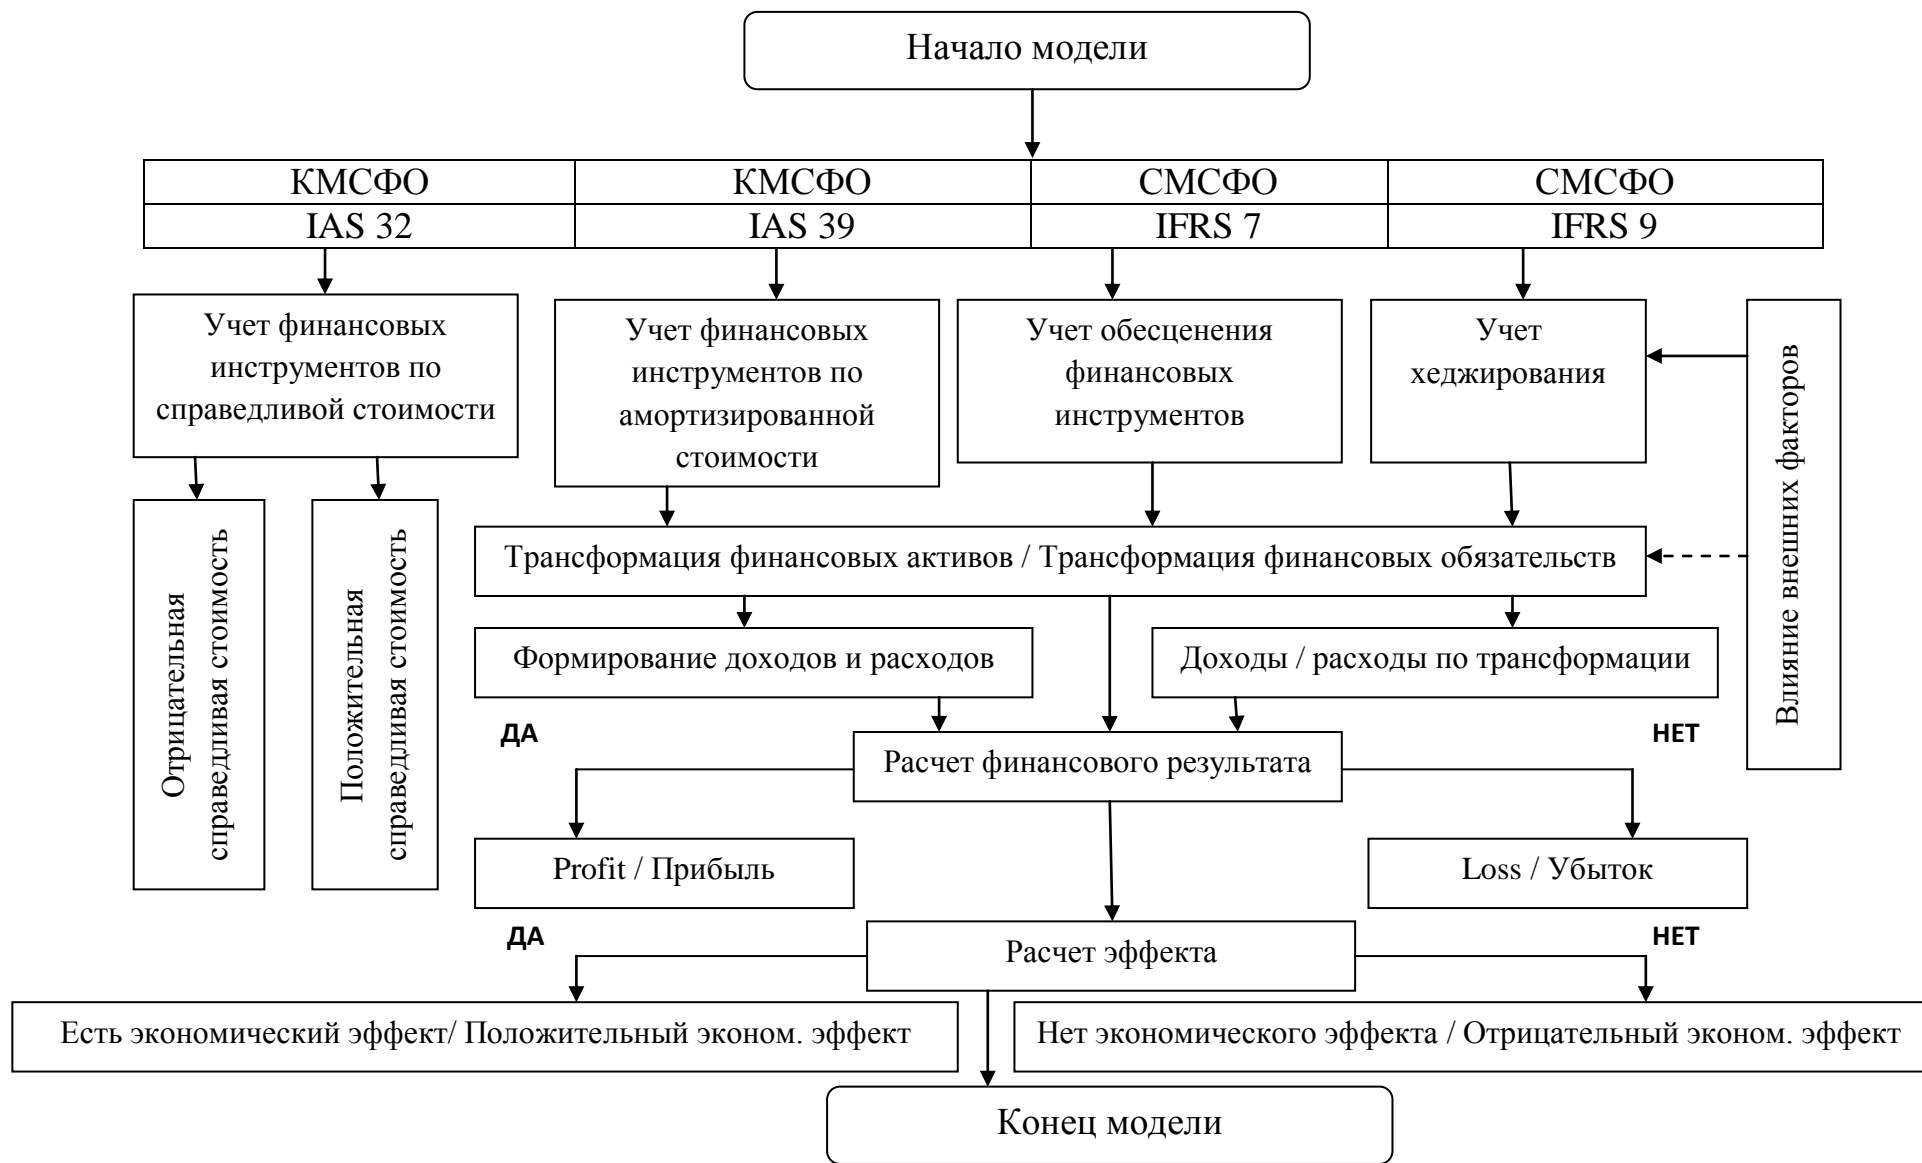 Начало модели
КМСФО
КМСФО
СМСФО
СМСФО
IAS 32
IAS 39
IFRS 7
IFRS 9
Учет финансовых
инструментов по
справедливой стоимости
Учет финансовых
инструментов по
амортизированной
стоимости
Учет обесценения
финансовых
инструментов
Учет
хеджирования
Влияние внешних факторов
Отрицательная
справедливая стоимость
Положительная
справедливая стоимость
Трансформация финансовых активов / Трансформация финансовых обязательств
Формирование доходов и расходов
Доходы / расходы по трансформации
ДА
НЕТ
Расчет финансового результата
Profit / Прибыль
Loss / Убыток
ДА
НЕТ
Расчет эффекта
Есть экономический эффект/ Положительный эконом. эффект
Нет экономического эффекта / Отрицательный эконом. эффект
Конец модели